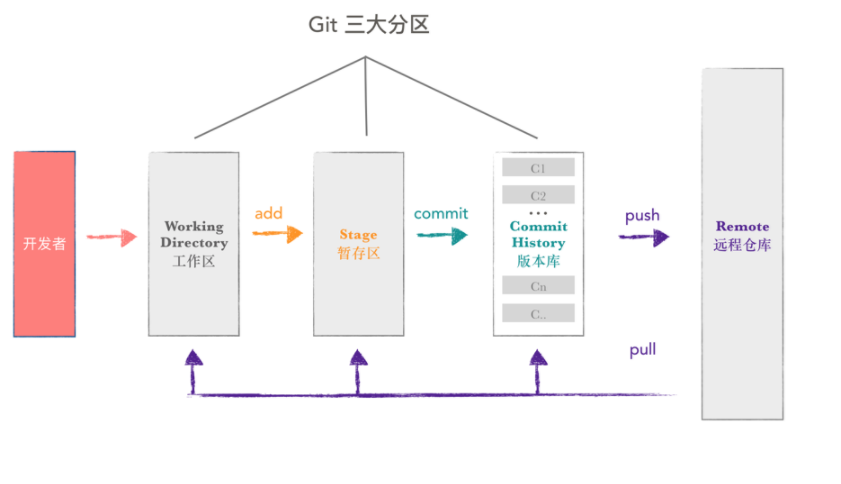 Git 三大分区
开发者
Working
Directory
工作区
add
Stage
暂存区
commit
C1
C2
...
Commit
History
版本库
Cn
C..
push
Remote
远程仓库
pull